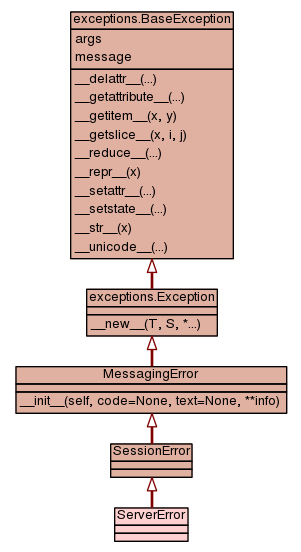 exceptions.BaseException
args
message
__delattr__(...)
__getattribute__(...)
__getitem__(x, y)
__getslice__(x, i, j)
__reduce__(...)
__repr__(x)
__setattr__(...)
__setstate__(...)
__str__(x)
__unicode__(...)
exceptions.Exception
__new__(T, S, *...)
MessagingError
__init__(self, code=None, text=None, **info)
SessionError
ServerError